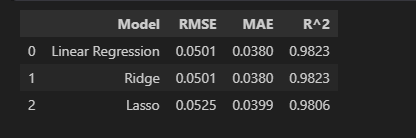 Model RMSE MAE R^2
0 Linear Regression 0.0501 0.0380 0.9823
1 Ridge 0.0501 0.0380 0.9823
2 Lasso 0.0525 0.0399 0.9806